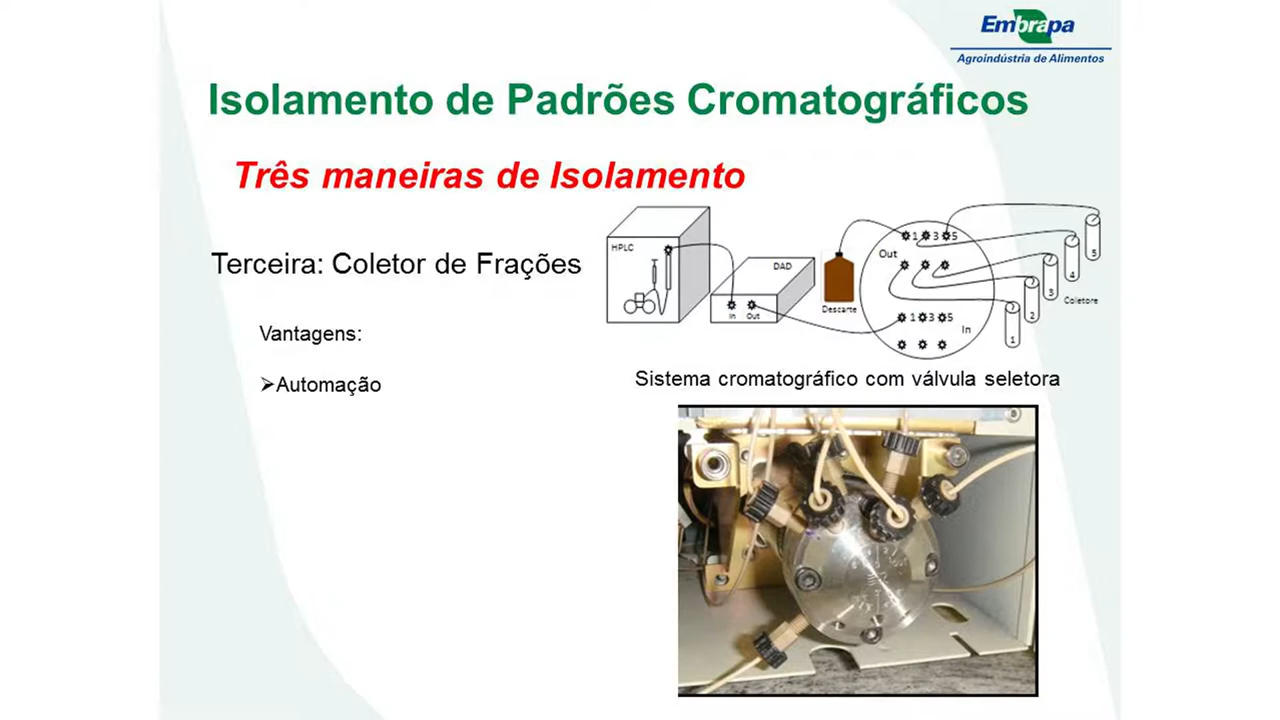 Embrapa
Agroindústria de Alimentos
Isolamento de Padrões Cromatográficos
Três maneiras de Isolamento
Terceira: Coletor de Frações
Vantagens:
➢Automação
HPLC
DAD
In Out
Descarte
1 3 5
Out
1 3 5
In
1
2
3
4
5
Coletore
Sistema cromatográfico com válvula seletora